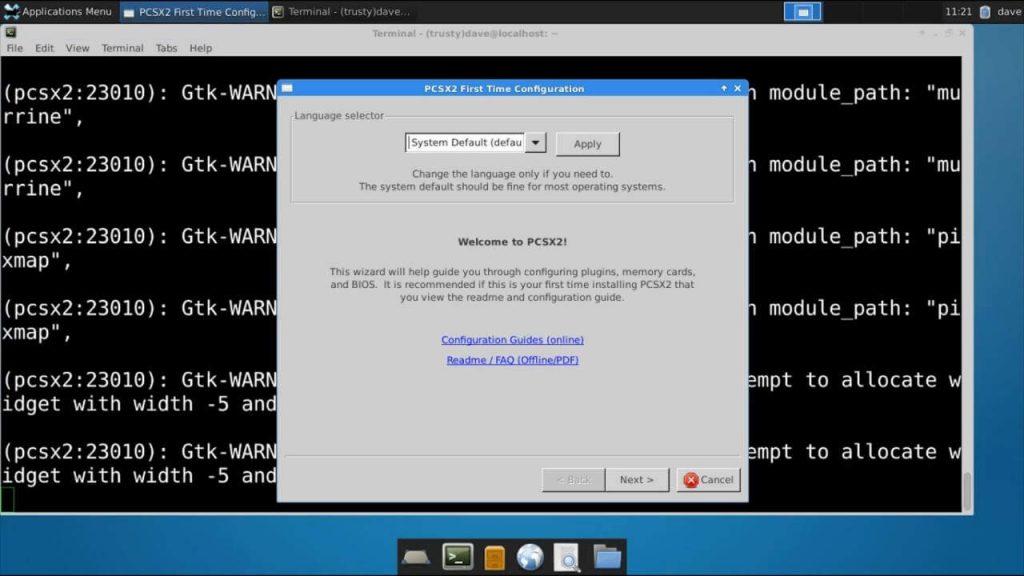 Applications Menu
PCSX2 First Time Config...
Terminal - (trusty)dave...
11:21
dave
Terminal - (trusty)dave@localhost: ~
File Edit View Terminal Tabs Help
(pcsx2:23010): Gtk-WARN
n module_path: "mu
rrine",
(pcsx2:23010): Gtk-WARN
n module_path: "mu
rrine",
(pcsx2:23010): Gtk-WARN
n module_path: "pi
xmap",
(pcsx2:23010): Gtk-WARN
n module_path: "pi
xmap",
(pcsx2:23010): Gtk-WARN
empt to allocate w
idget with width -5 and
(pcsx2:23010): Gtk-WARN
empt to allocate w
idget with width -5 and
PCSX2 First Time Configuration
Language selector
System Default (defau
Apply
Change the language only if you need to.
The system default should be fine for most operating systems.
Welcome to PCSX2!
This wizard will help guide you through configuring plugins, memory cards,
and BIOS. It is recommended if this is your first time installing PCSX2 that
you view the readme and configuration guide.
Configuration Guides (online)
Readme / FAQ (Offline/PDF)
< Back
Next >
Cancel